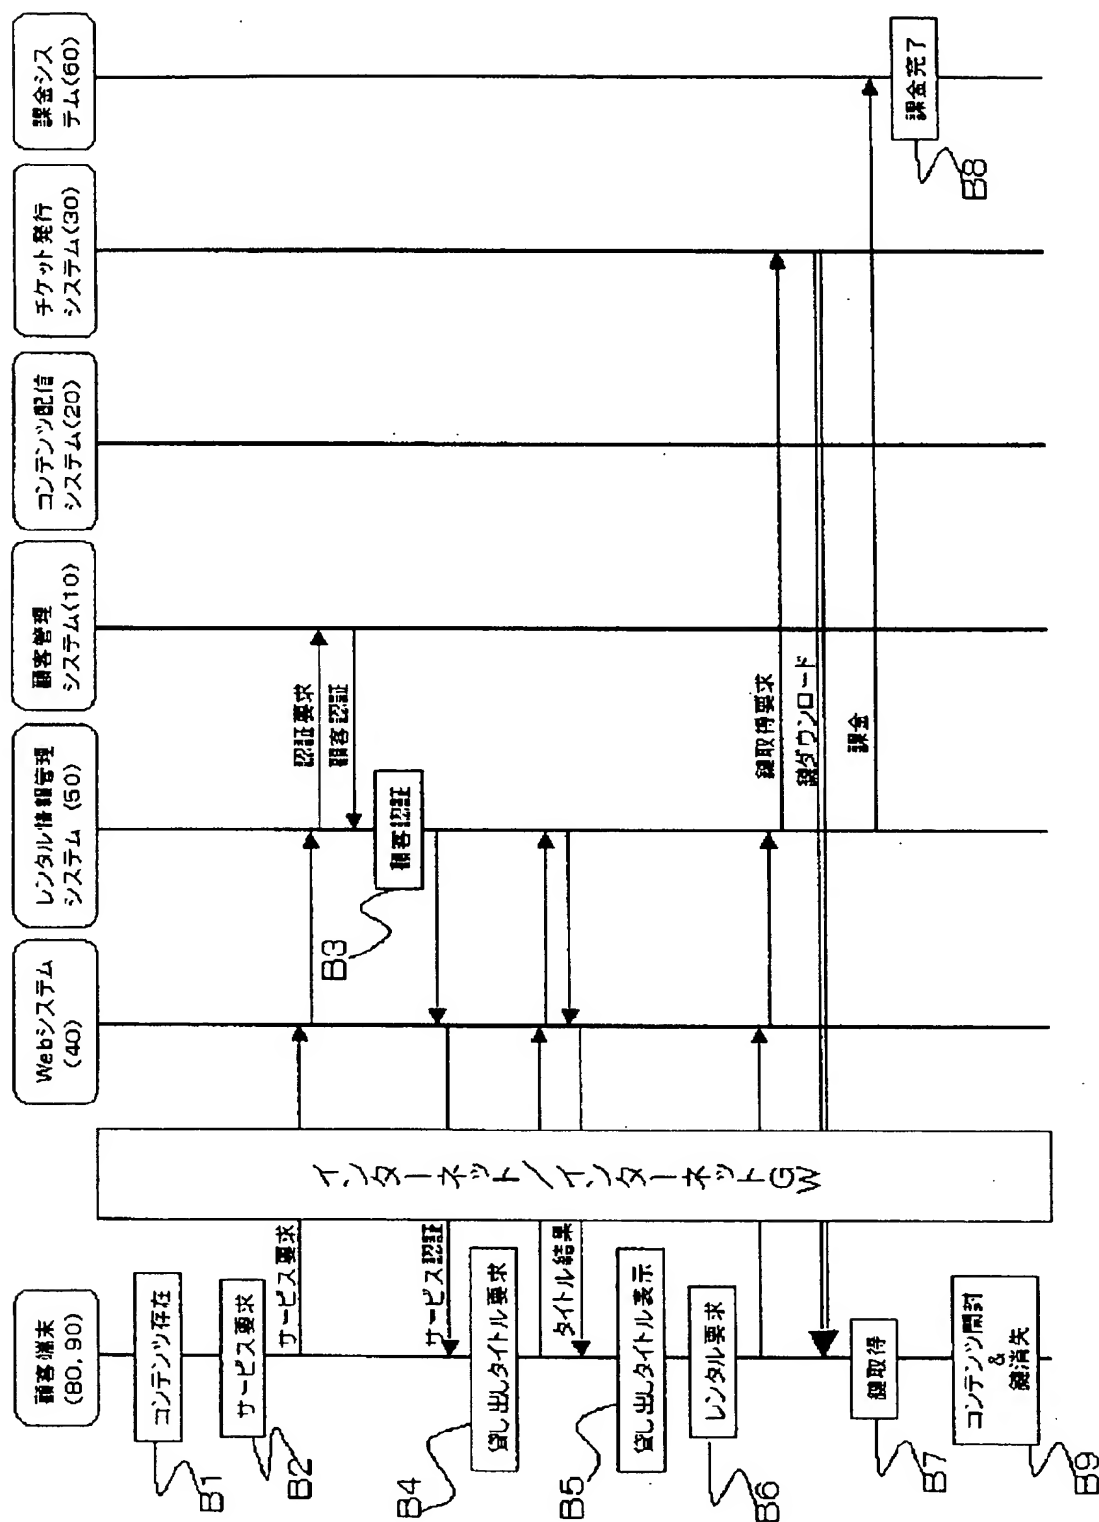 顧客端末
(80, 90)
Webシステム
(40)
レンタル情報管理
システム (50)
顧客管理
システム(10)
コンテンツ配信
システム(20)
チケット発行
システム(30)
課金シス
テム(60)
インターネット/インターネットGW
コンテンツ存在
B1
サービス要求
B2
サービス要求
認証要求
顧客認証
顧客認証
B3
サービス認証
貸し出しタイトル要求
B4
タイトル結果
貸し出しタイトル表示
B5
レンタル要求
B6
鍵取得要求
鍵ダウンロード
鍵取得
B7
課金
課金完了
B8
コンテンツ開封
&
鍵消失
B9